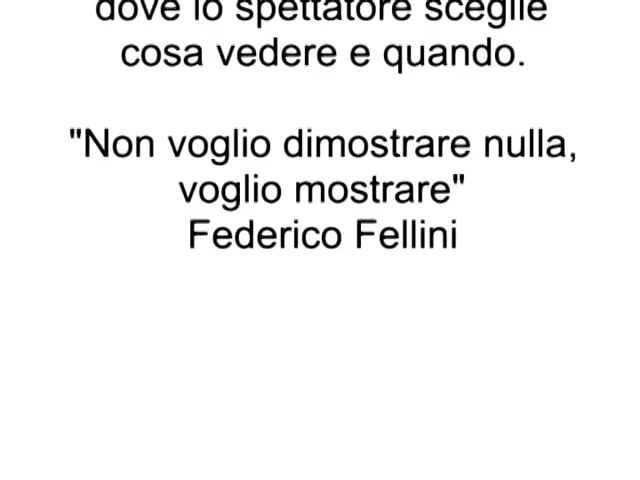 dove lo spettatore sceglie
cosa vedere e quando.
"Non voglio dimostrare nulla,
voglio mostrare"
Federico Fellini